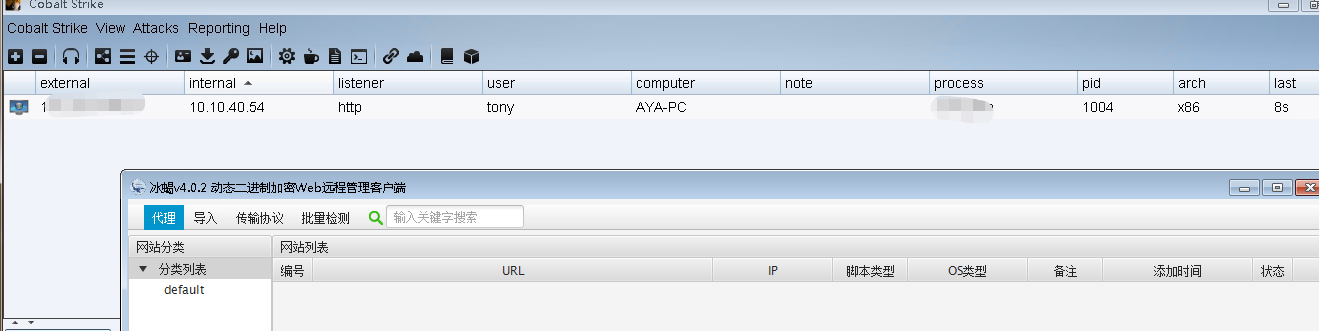 Cobalt Strike
Cobalt Strike View Attacks Reporting Help
external internal listener user computer note process pid arch last
10.10.40.54 http tony AYA-PC 1004 x86 8s
冰蝎v4.0.2 动态二进制加密Web远程管理客户端
代理 导入 传输协议 批量检测 输入关键字搜索
网站分类 网站列表
分类列表 编号 URL IP 脚本类型 OS类型 备注 添加时间 状态
default